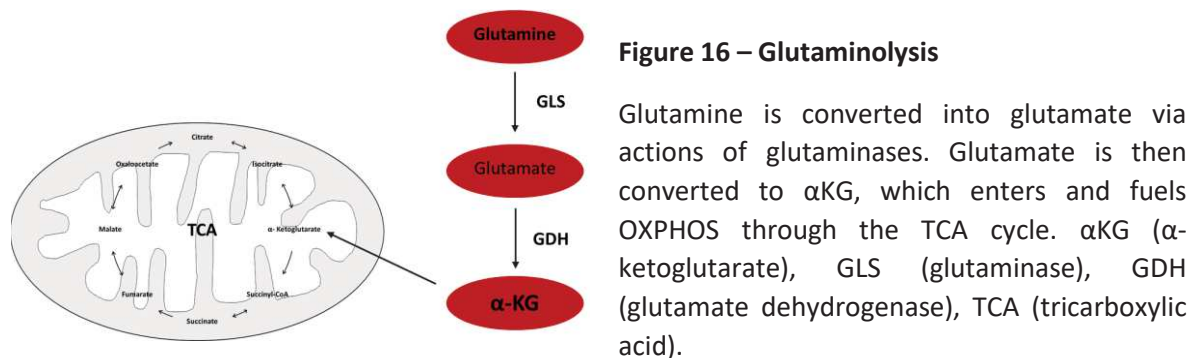 Glutamine
GLS
Glutamate
GDH
α-KG
Citrate
Oxaloacetate
Isocitrate
Malate
TCA
α- Ketoglutarate
Fumarate
Succinyl-CoA
Succinate
Figure 16 – Glutaminolysis
Glutamine is converted into glutamate via
actions of glutaminases. Glutamate is then
converted to αKG, which enters and fuels
OXPHOS through the TCA cycle. αKG (α-
ketoglutarate), GLS (glutaminase), GDH
(glutamate dehydrogenase), TCA (tricarboxylic
acid).